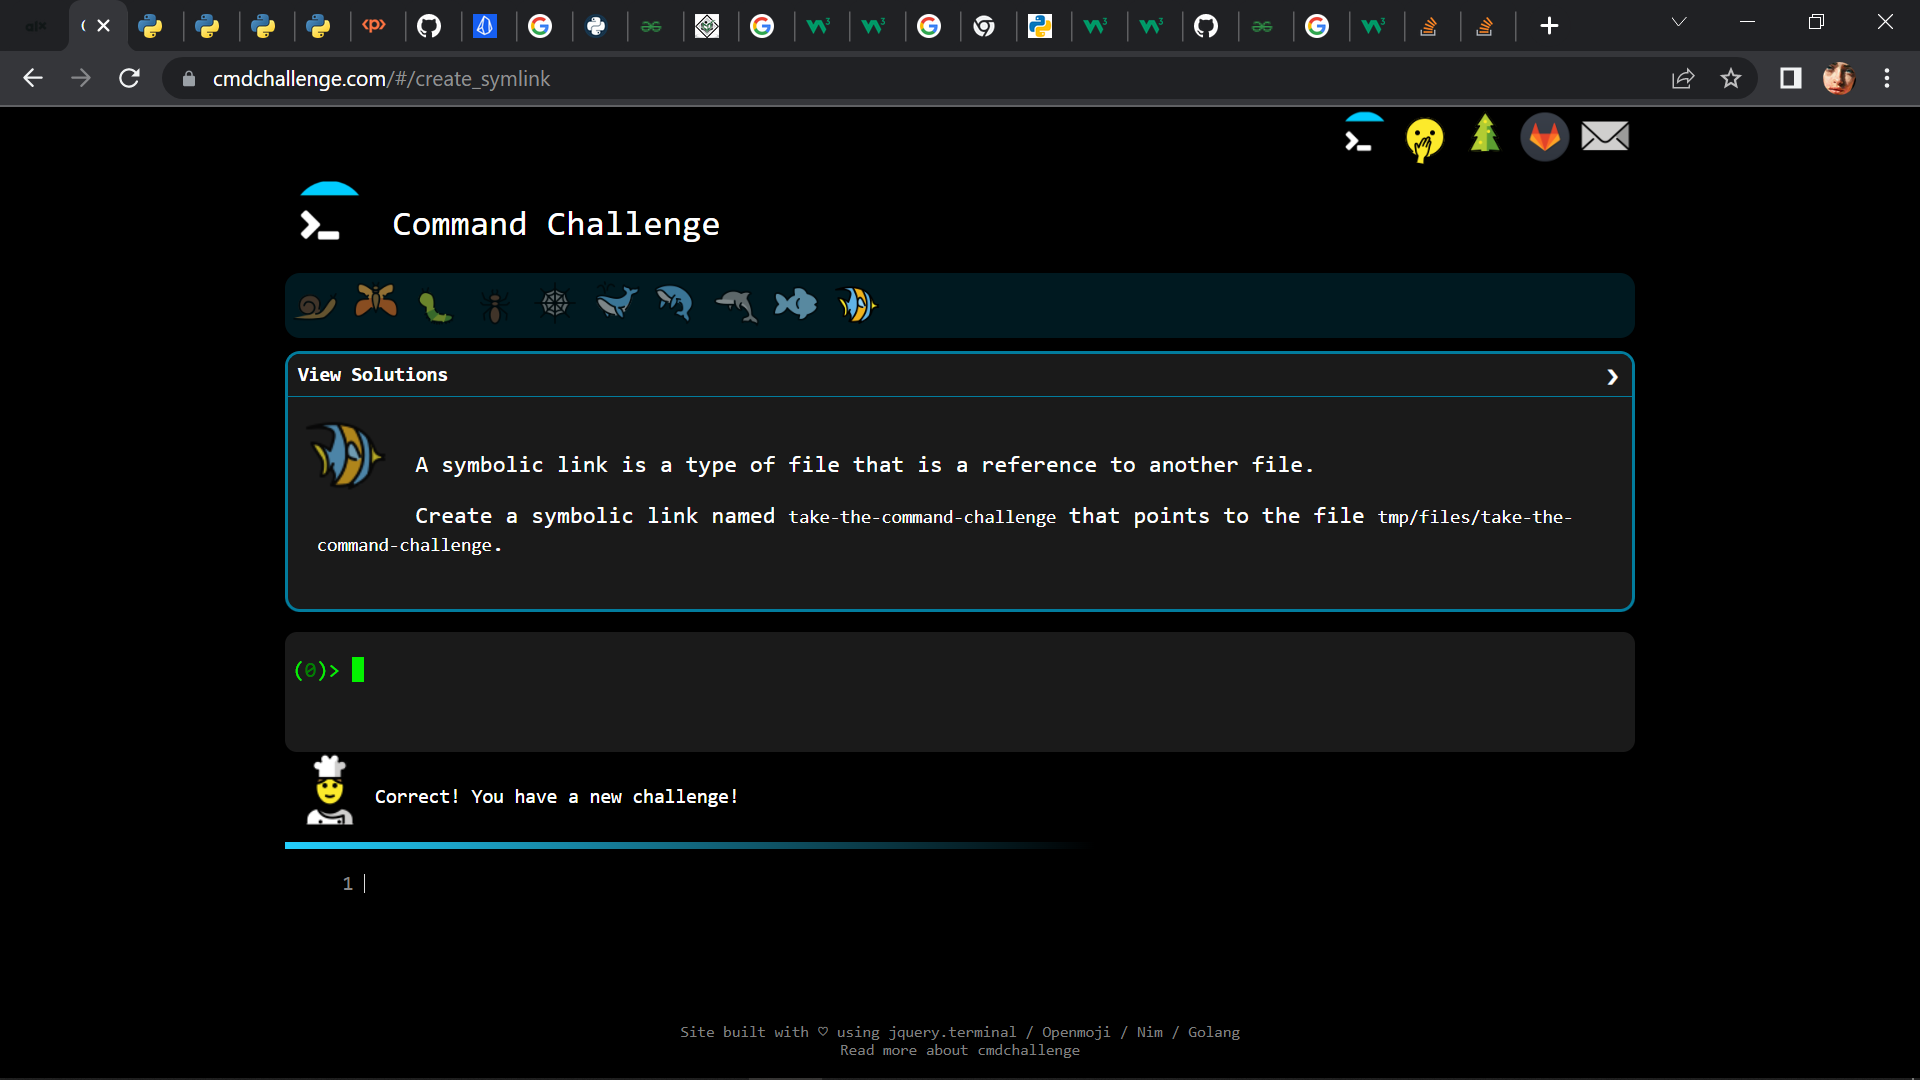 cmdchallenge.com/#/create_symlink
Command Challenge
View Solutions
A symbolic link is a type of file that is a reference to another file.
Create a symbolic link named take-the-command-challenge that points to the file tmp/files/take-the-
command-challenge.
(0)>
Correct! You have a new challenge!
1
Site built with ♡ using jquery.terminal / Openmoji / Nim / Golang
Read more about cmdchallenge